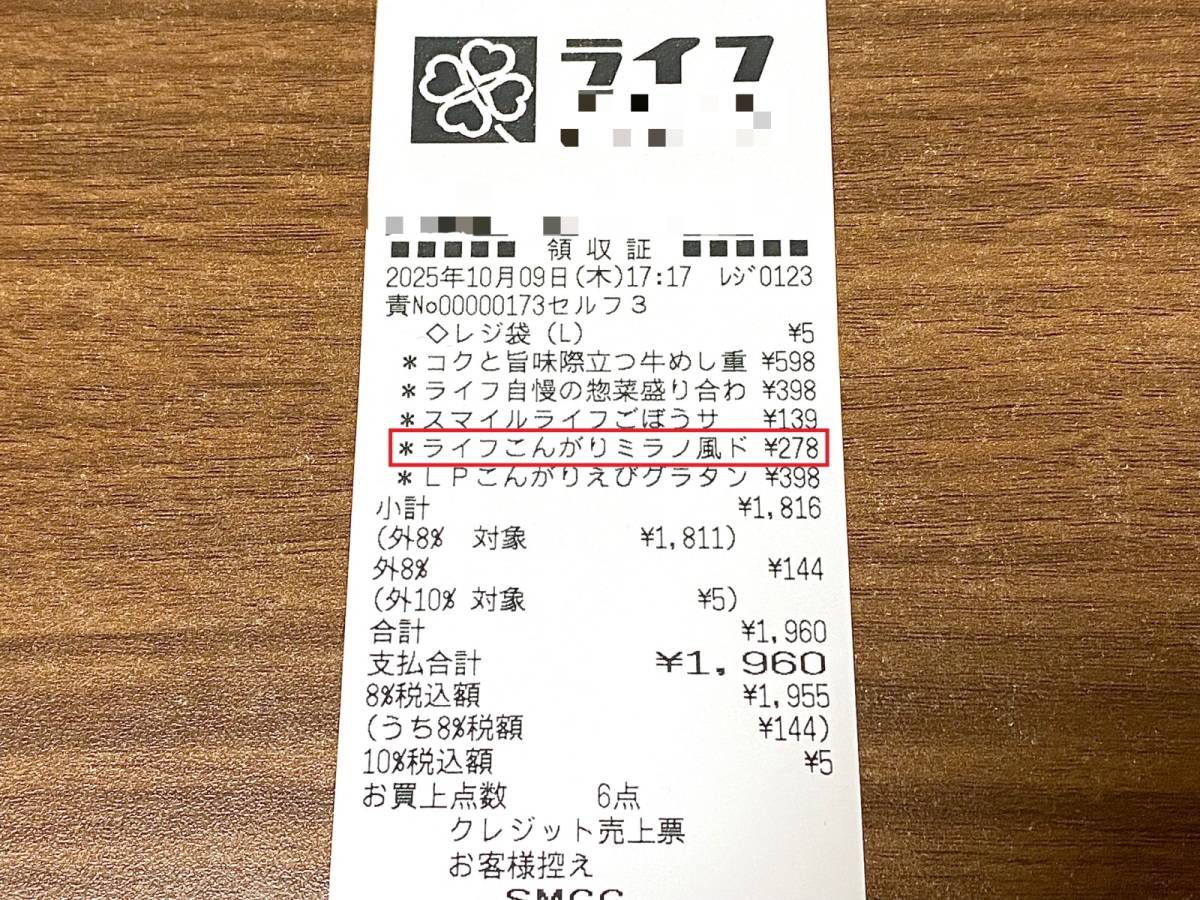 ライフ
■■■■■ 領収証 ■■■■■
2025年10月09日(木)17:17 レジ0123
責No00000173セルフ3
◇レジ袋(L) ¥5
*コクと旨味際立つ牛めし重 ¥598
*ライフ自慢の惣菜盛り合わ ¥398
*スマイルライフごぼうサ ¥139
*ライフこんがりミラノ風ド ¥278
*LPこんがりえびグラタン ¥398
小計 ¥1,816
(外8% 対象 ¥1,811)
外8% ¥144
(外10% 対象 ¥5)
合計 ¥1,960
支払合計 ¥1,960
8%税込額 ¥1,955
(うち8%税額 ¥144)
10%税込額 ¥5
お買上点数 6点
クレジット売上票
お客様控え
SMCC